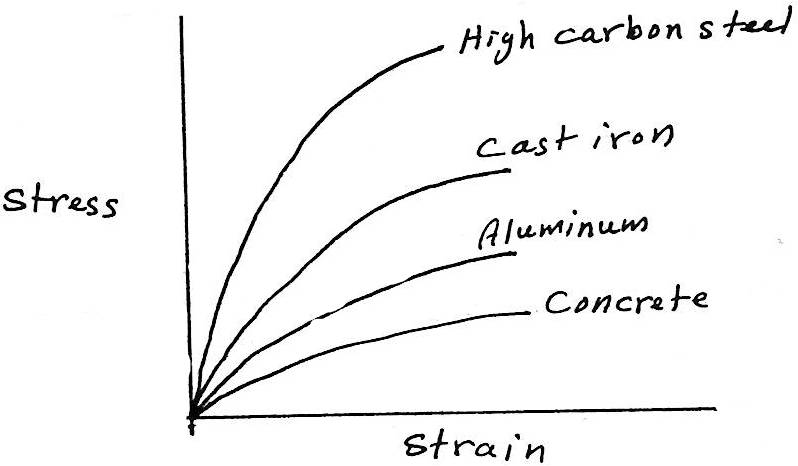 High carbon steel
Cast iron
Stress
Aluminum
Concrete
Strain